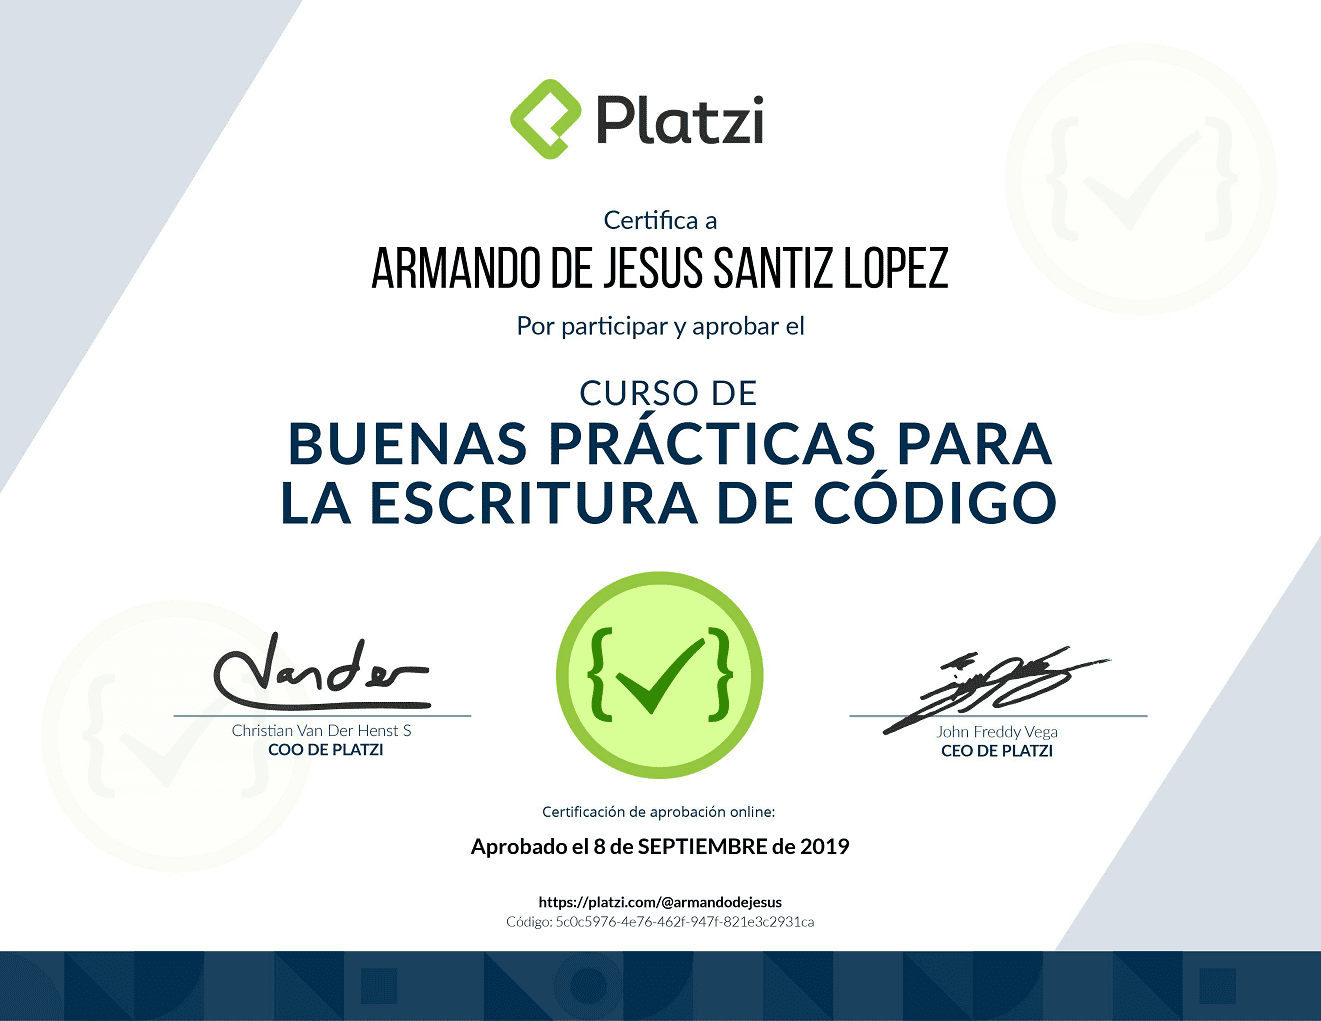 Platzi
Certifica a
ARMANDO DE JESUS SANTIZ LOPEZ
Por participar y aprobar el
CURSO DE
BUENAS PRÁCTICAS PARA
LA ESCRITURA DE CÓDIGO
Vander
Christian Van Der Henst S
COO DE PLATZI
John Freddy Vega
CEO DE PLATZI
Certificación de aprobación online:
Aprobado el 8 de SEPTIEMBRE de 2019
https://platzi.com/@armandodejesus
Código: 5c0c5976-4e76-462f-947f-821e3c2931ca